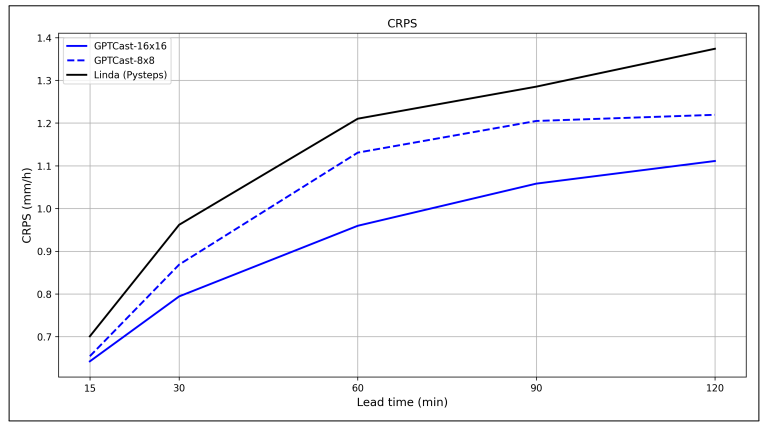 CRPS
GPTCast-16x16
GPTCast-8x8
Linda (Pysteps)
CRPS (mm/h)
1.4
1.3
1.2
1.1
1.0
0.9
0.8
0.7
15 30 60 90 120
Lead time (min)